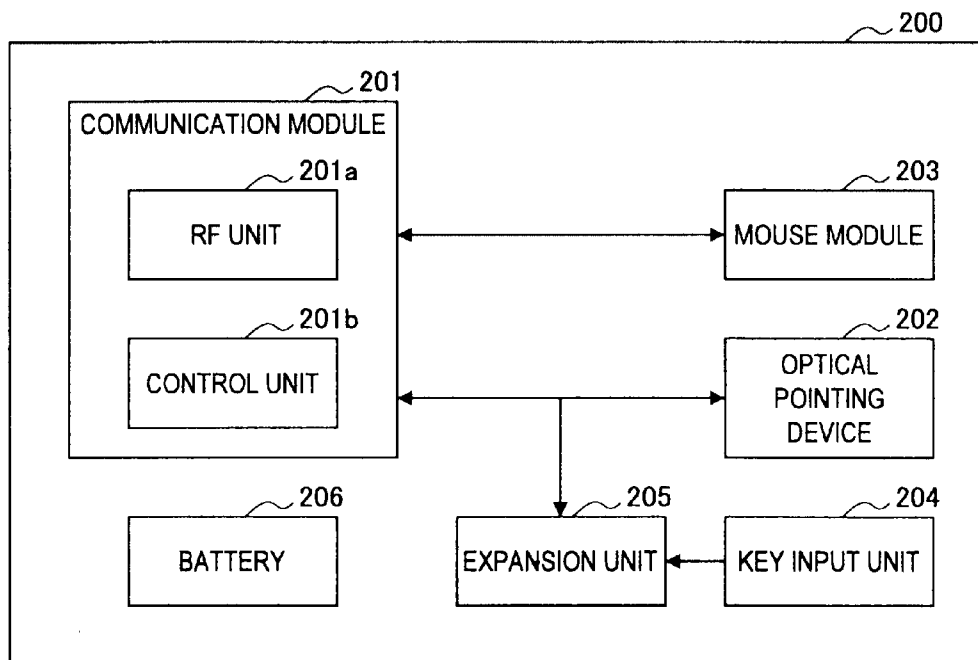 200
201
COMMUNICATION MODULE
201a
RF UNIT
203
MOUSE MODULE
201b
CONTROL UNIT
202
OPTICAL
POINTING
DEVICE
206
BATTERY
205
EXPANSION UNIT
204
KEY INPUT UNIT